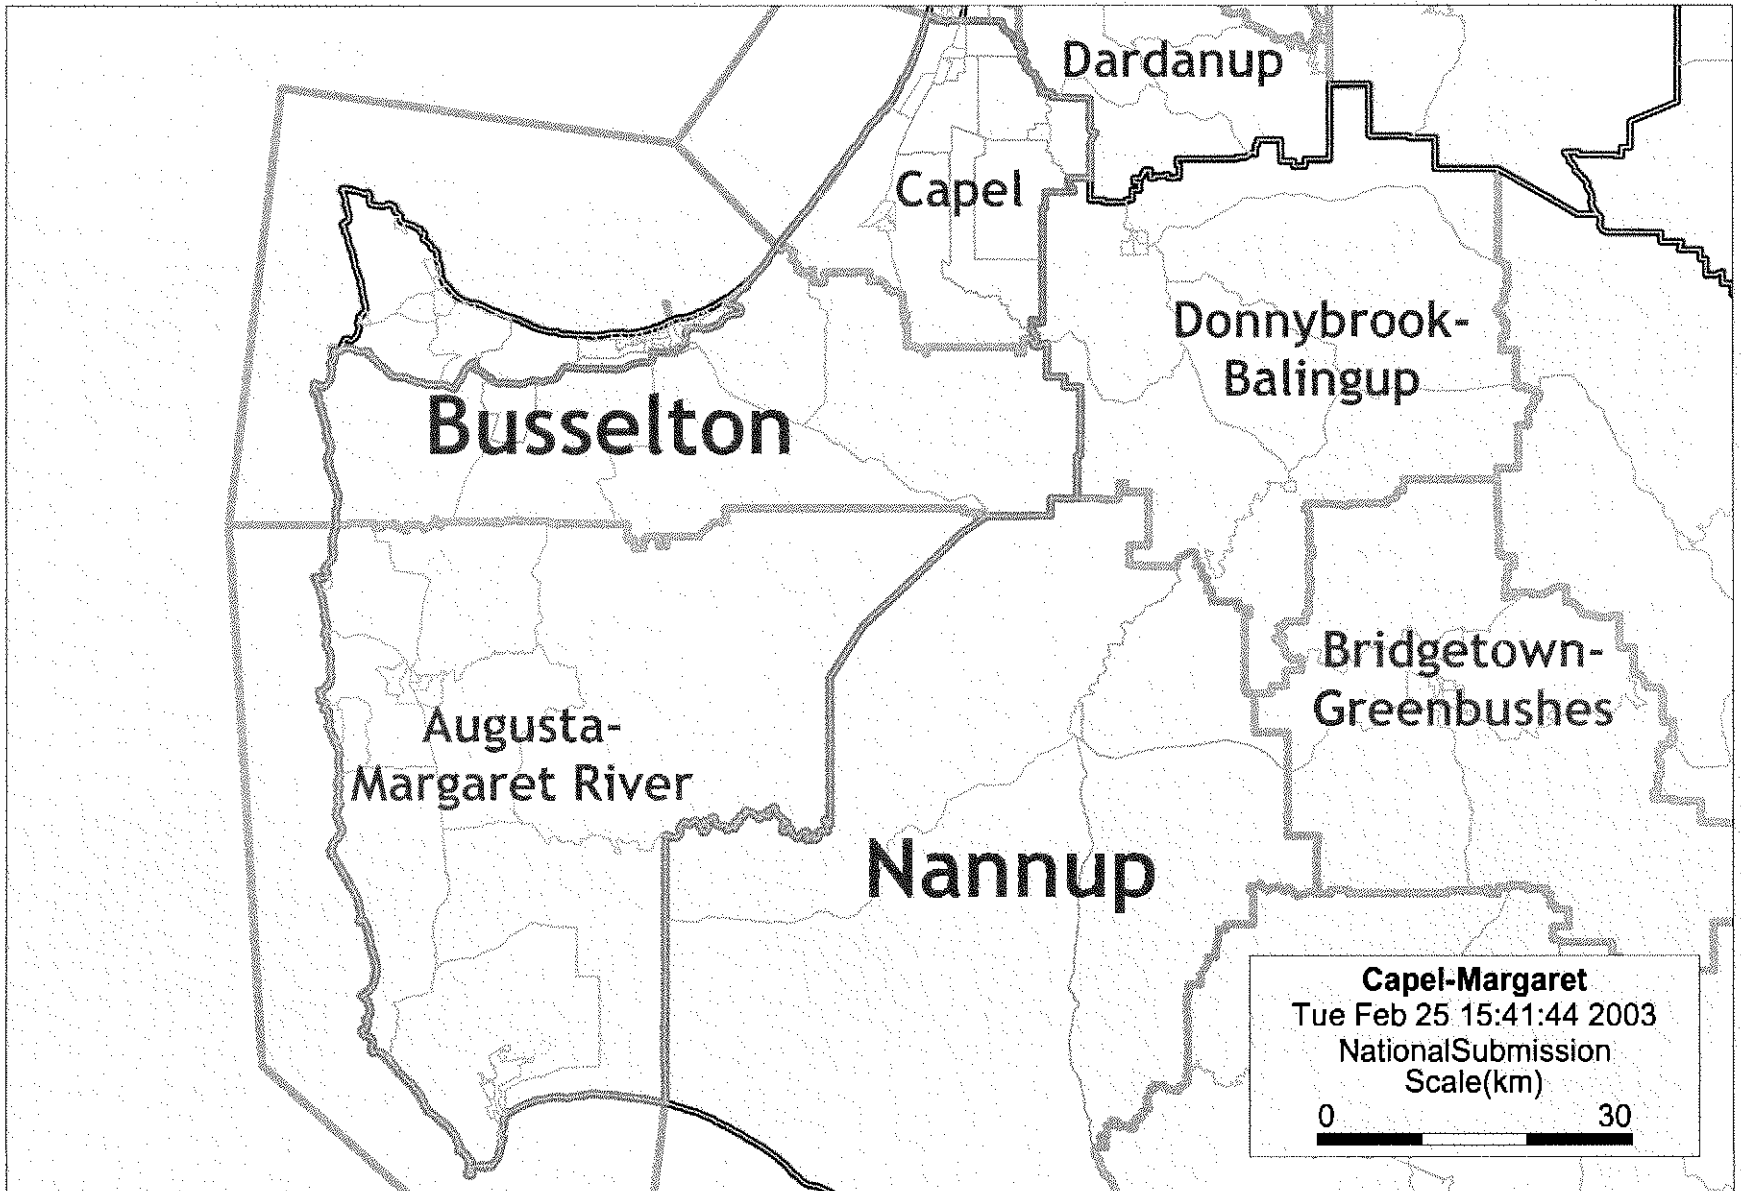 Dardanup
Capel
Donnybrook-
Balingup
Busselton
Bridgetown-
Greenbushes
Augusta-
Margaret River
Nannup
Capel-Margaret
Tue Feb 25 15:41:44 2003
NationalSubmission
Scale(km)
0 30